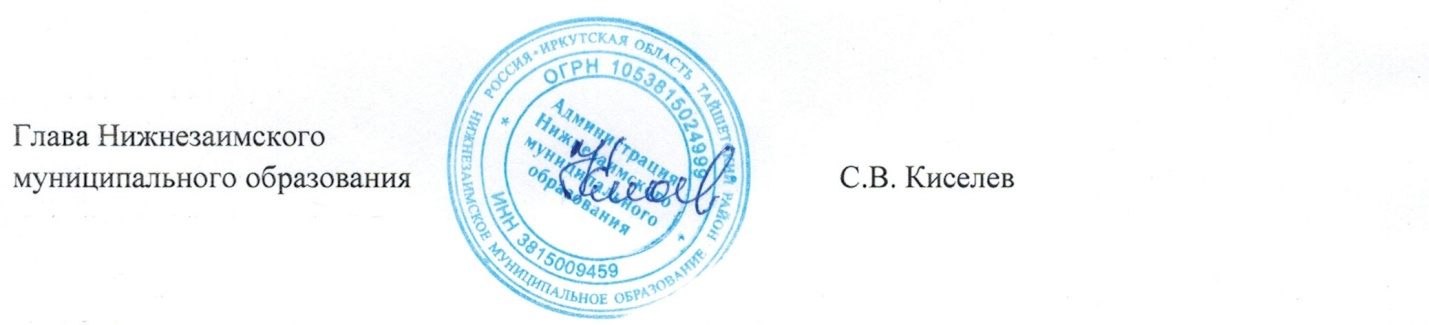 Глава Нижнезаимского
муниципального образования
РОССИЯ * ИРКУТСКАЯ ОБЛАСТЬ ТАЙШЕТСКИЙ РАЙОН
НИЖНЕЗАИМСКОЕ МУНИЦИПАЛЬНОЕ ОБРАЗОВАНИЕ
ОГРН 1053815024999
ИНН 3815009459
Администрация
Нижнезаимского
муниципального
образования
С.В. Киселев